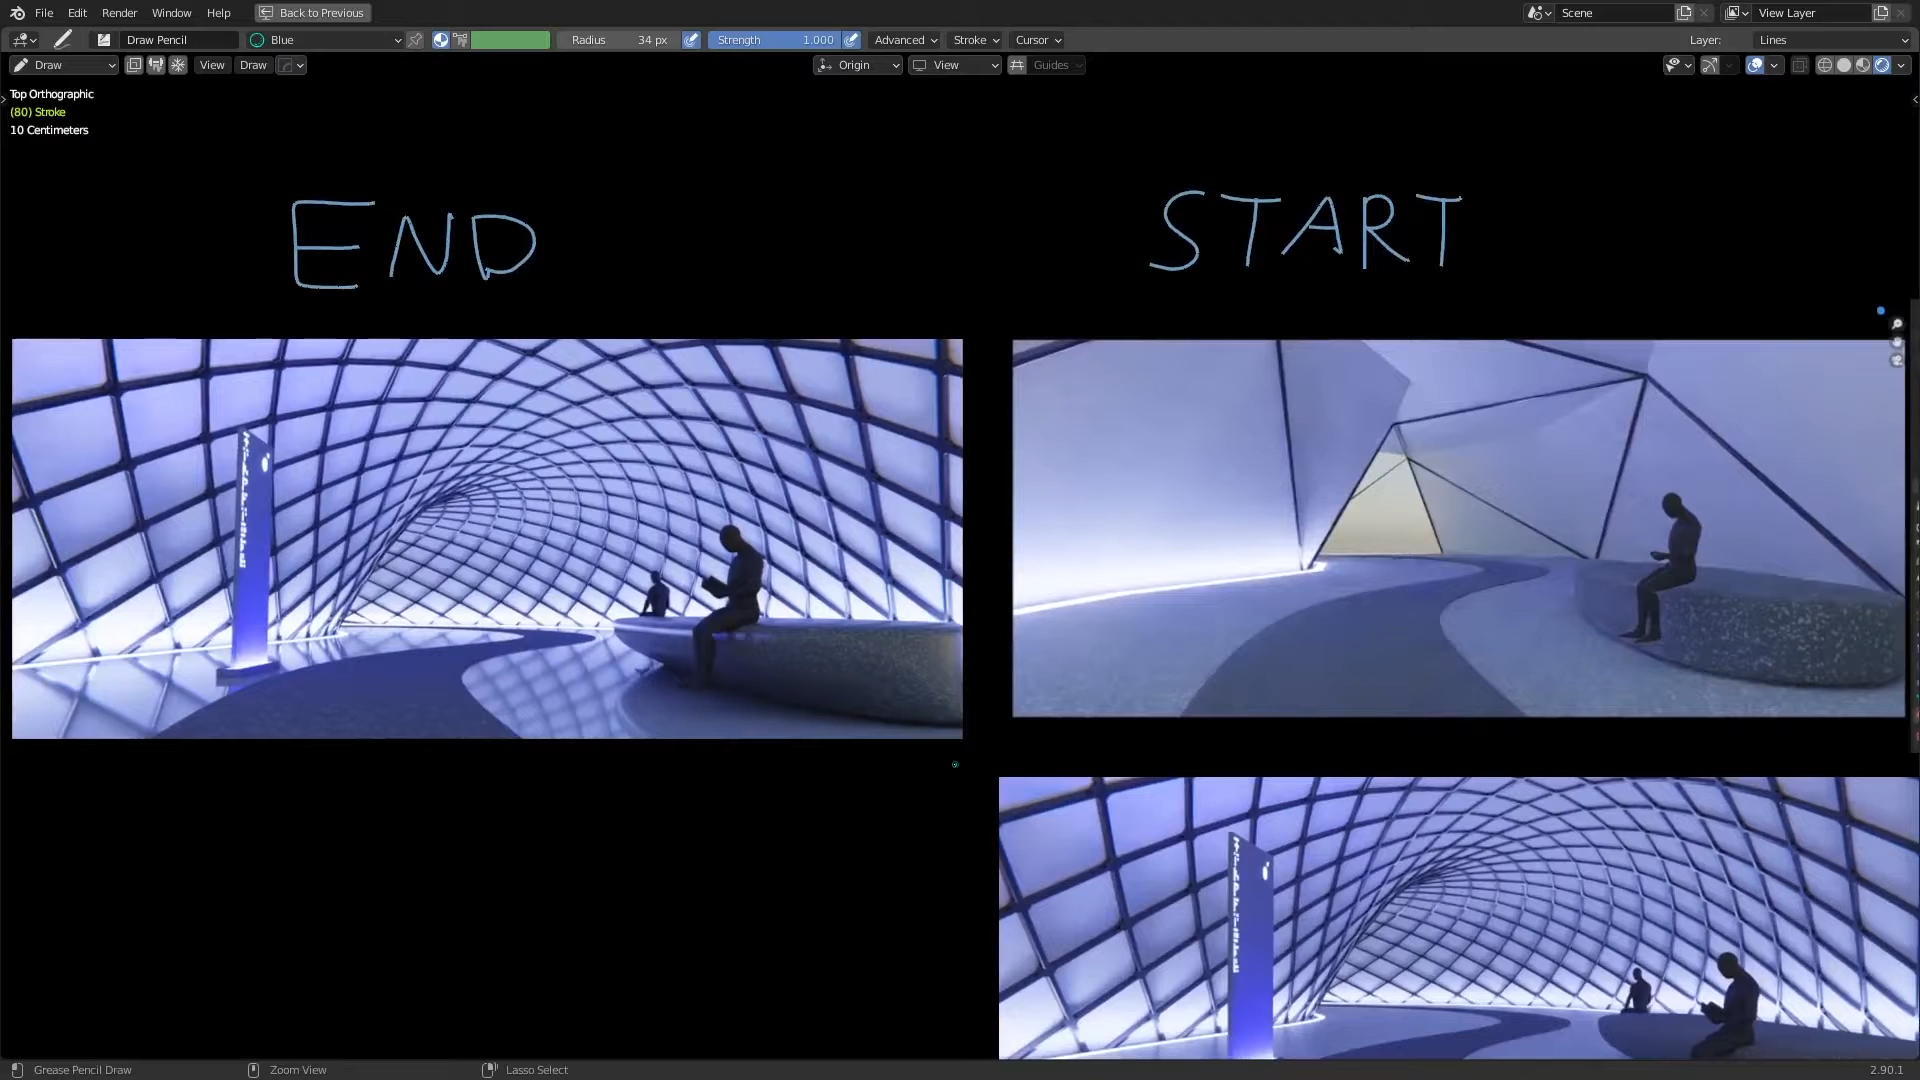 File Edit Render Window Help Back to Previous Scene View Layer
Draw Pencil Blue Radius 34 px Strength 1.000 Advanced Stroke Cursor Layer: Lines
Draw View Draw Origin View Guides
Top Orthographic
(80) Stroke
10 Centimeters
END START
Grease Pencil Draw Zoom View Lasso Select 2.90.1